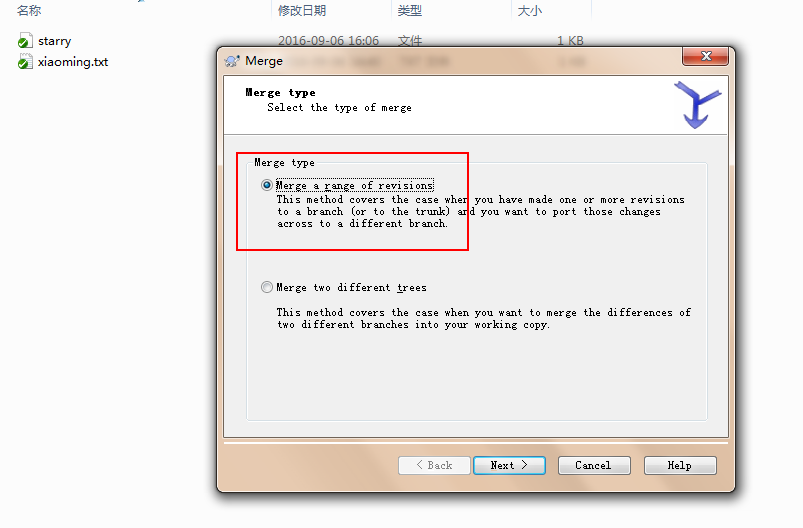 名称 修改日期 类型 大小
starry 2016-09-06 16:06 文件 1 KB
xiaoming.txt
Merge
Merge type
Select the type of merge
Merge type
Merge a range of revisions
This method covers the case when you have made one or more revisions
to a branch (or to the trunk) and you want to port those changes
across to a different branch.
Merge two different trees
This method covers the case when you want to merge the differences of
two different branches into your working copy.
< Back Next > Cancel Help